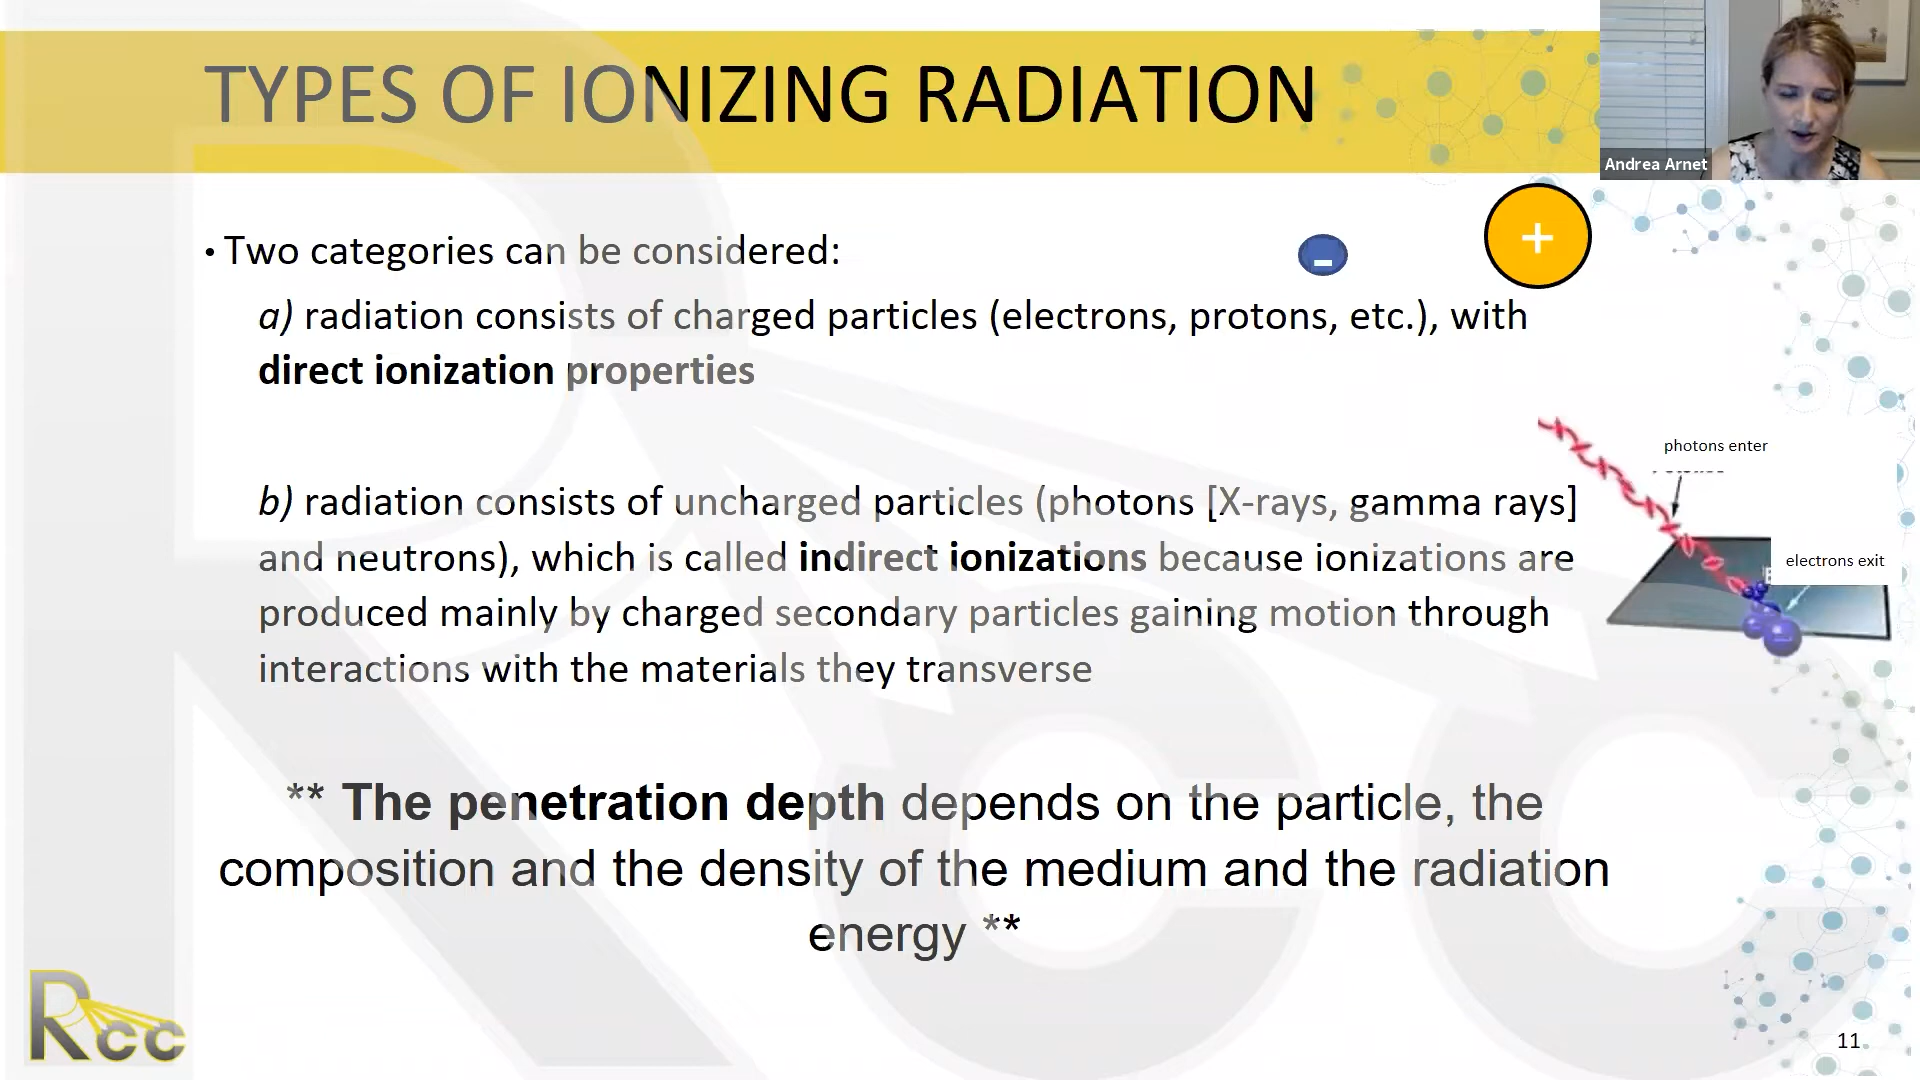 TYPES OF IONIZING RADIATION
Andrea Arnet
• Two categories can be considered:
-
+
a) radiation consists of charged particles (electrons, protons, etc.), with
direct ionization properties
photons enter
b) radiation consists of uncharged particles (photons [X-rays, gamma rays]
and neutrons), which is called indirect ionizations because ionizations are
electrons exit
produced mainly by charged secondary particles gaining motion through
interactions with the materials they transverse
** The penetration depth depends on the particle, the
composition and the density of the medium and the radiation
energy **
Rcc
11